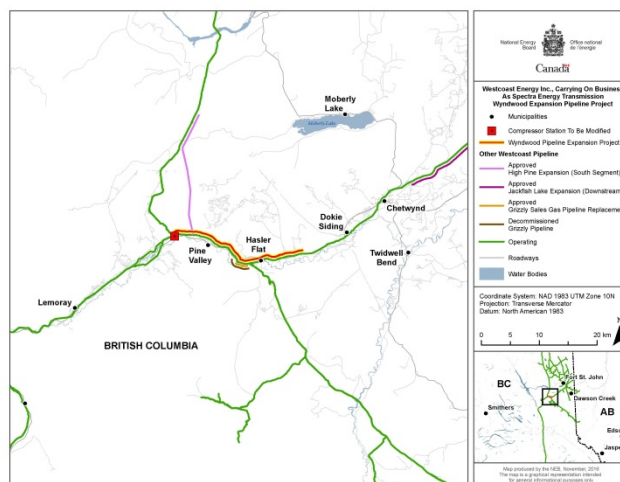 Moberly
Lake
Moberly Lake
Chetwynd
Dokie
Siding
Hasler
Flat
Pine
Valley
Twidwell
Bend
Lemoray
BRITISH COLUMBIA
National Energy
Board
Office national
de l'énergie
Canada
Westcoast Energy Inc., Carrying On Busines
As Spectra Energy Transmission
Wyndwood Expansion Pipeline Project
Municipalities
Compressor Station To Be Modified
Wyndwood Pipeline Expansion Project
Other Westcoast Pipeline
Approved
High Pine Expansion (South Segment)
Approved
Jackfish Lake Expansion (Downstream
Approved
Grizzly Sales Gas Pipeline Replacemen
Decommissioned
Grizzly Pipeline
Operating
Roadways
Water Bodies
Coordinate System: NAD 1983 UTM Zone 10N
Projection: Transverse Mercator
Datum: North American 1983
N
0 10 20 km
BC
Fort St. John
Dawson Creek
Smithers
AB
Edso
Jaspe
Map produced by the NEB, November, 2016
The map is a graphical representation intended
for general informational purposes only